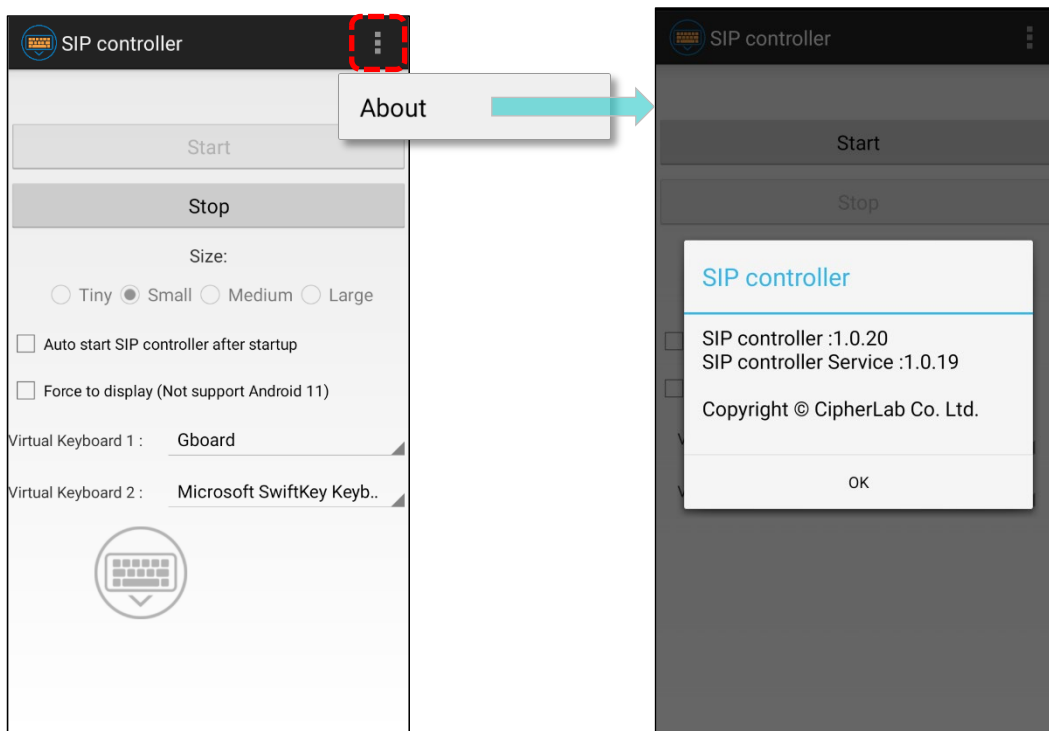 SIP controller
About
Start
Stop
Size:
Tiny Small Medium Large
Auto start SIP controller after startup
Force to display (Not support Android 11)
Virtual Keyboard 1 : Gboard
Virtual Keyboard 2 : Microsoft SwiftKey Keyb..
SIP controller
Start
Stop
SIP controller
SIP controller :1.0.20
SIP controller Service :1.0.19
Copyright © CipherLab Co. Ltd.
OK